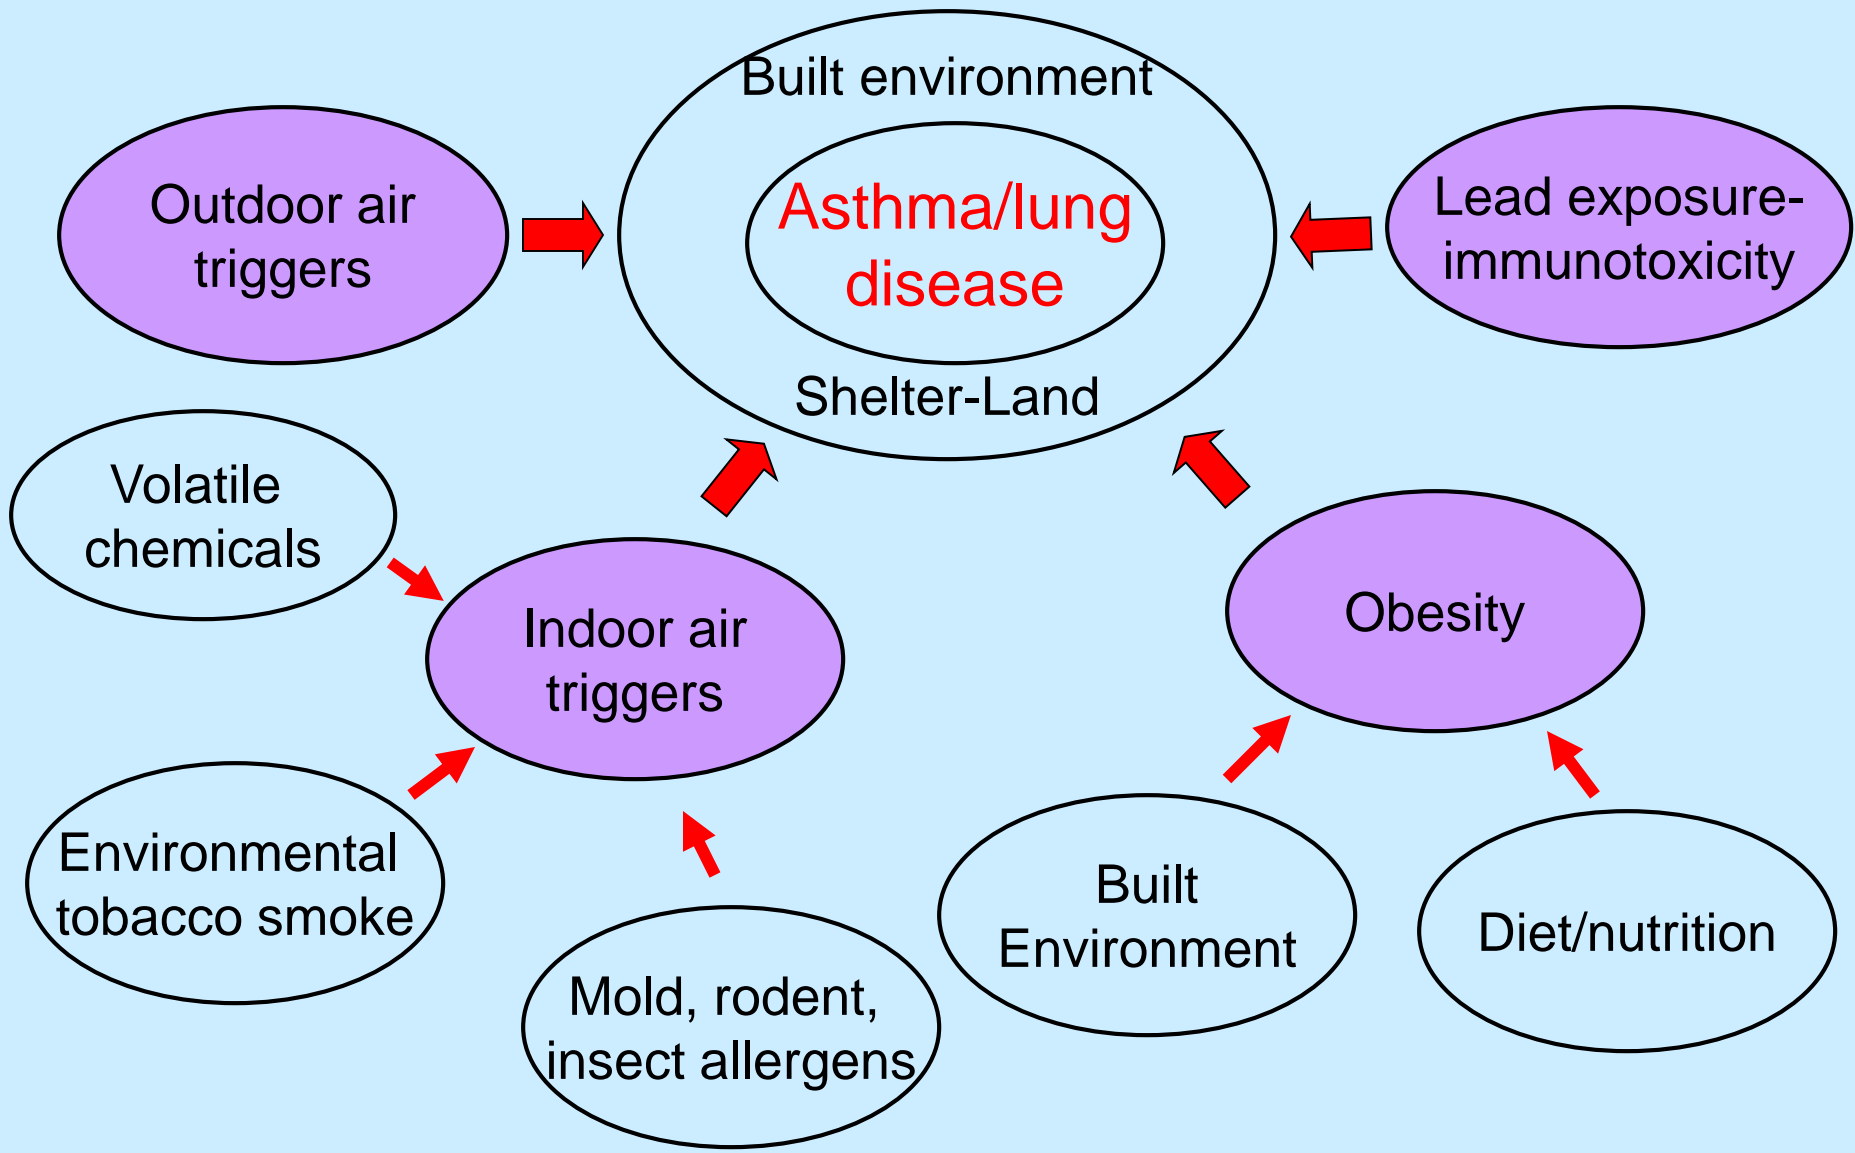 Built environment
Asthma/lung
disease
Shelter-Land
Outdoor air
triggers
Lead exposure-
immunotoxicity
Volatile
chemicals
Indoor air
triggers
Obesity
Environmental
tobacco smoke
Mold, rodent,
insect allergens
Built
Environment
Diet/nutrition